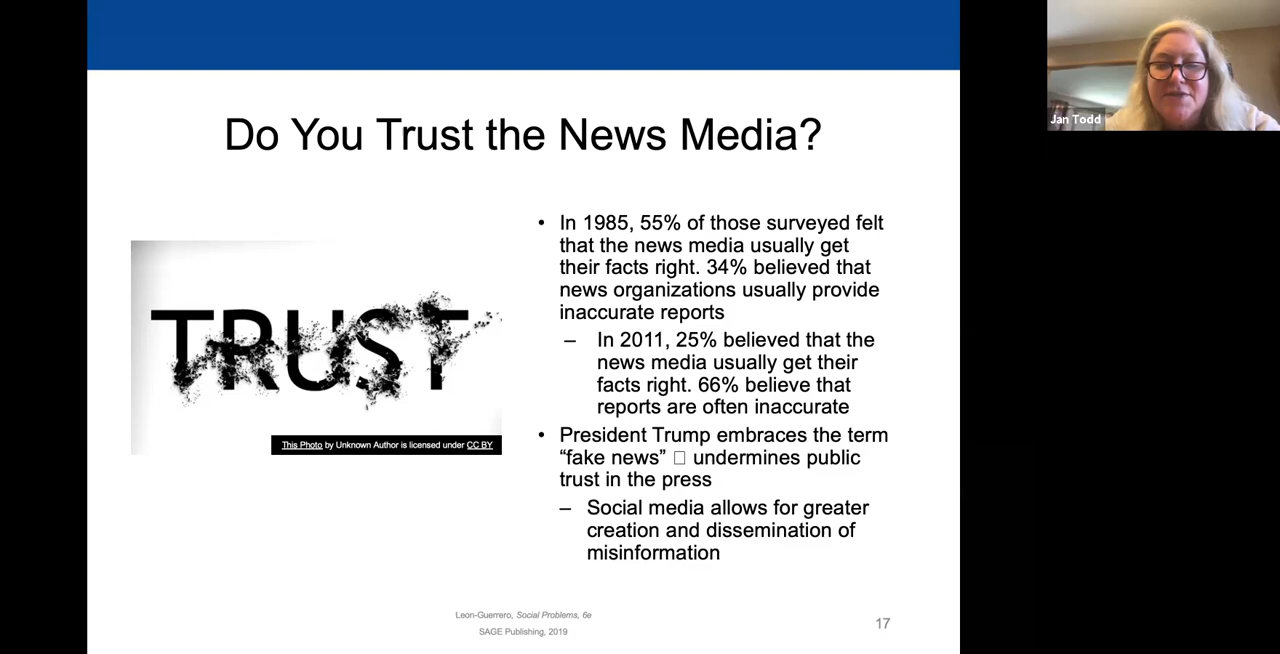 Do You Trust the News Media?
TRUST
This Photo by Unknown Author is licensed under CC BY
• In 1985, 55% of those surveyed felt
that the news media usually get
their facts right. 34% believed that
news organizations usually provide
inaccurate reports
– In 2011, 25% believed that the
news media usually get their
facts right. 66% believe that
reports are often inaccurate
• President Trump embraces the term
“fake news” □ undermines public
trust in the press
– Social media allows for greater
creation and dissemination of
misinformation
Leon-Guerrero, Social Problems, 6e
SAGE Publishing, 2019
17
Jan Todd